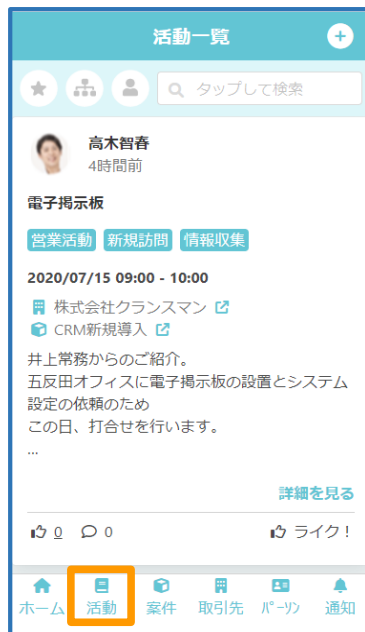 活動一覧
タップして検索
高木智春
4時間前
電子掲示板
営業活動 新規訪問 情報収集
2020/07/15 09:00 - 10:00
株式会社クランスマン
CRM新規導入
井上常務からのご紹介。
五反田オフィスに電子掲示板の設置とシステム
設定の依頼のため
この日、打合せを行います。
...
詳細を見る
0 0 ライク！
ホーム 活動 案件 取引先 ﾊﾟｰｿﾝ 通知